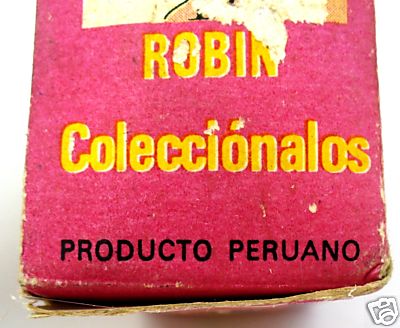 ROBIN
Colecciónalos
PRODUCTO PERUANO